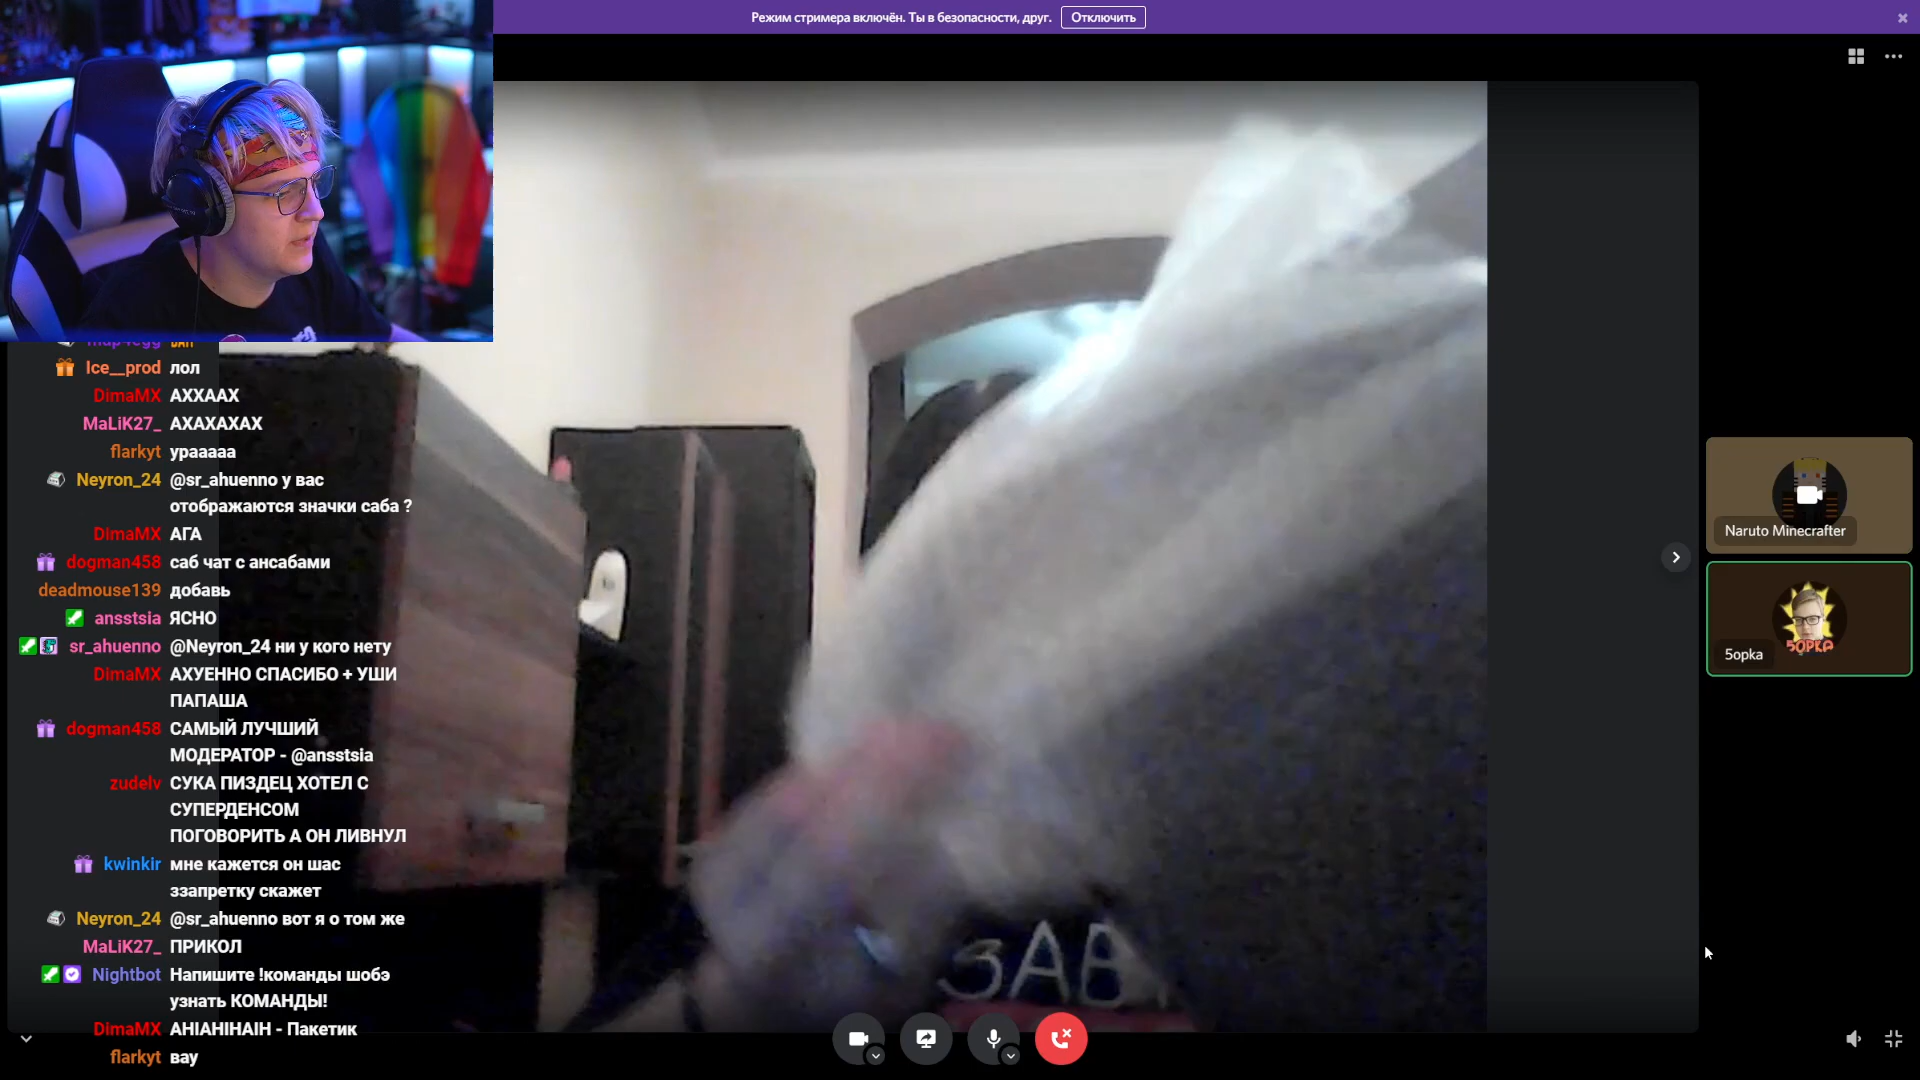 Режим стримера включён. Ты в безопасности, друг. Отключить
Ice__prod лол
DimaMX АХХААХ
MaLiK27_ АХАХАХАХ
flarkyt урааааа
Neyron_24 @sr_ahuenno у вас
отображаются значки саба ?
DimaMX АГА
dogman458 саб чат с ансабами
deadmouse139 добавь
ansstsia ЯСНО
sr_ahuenno @Neyron_24 ни у кого нету
DimaMX АХУЕННО СПАСИБО + УШИ
ПАПАША
dogman458 САМЫЙ ЛУЧШИЙ
МОДЕРАТОР - @ansstsia
zudelv СУКА ПИЗДЕЦ ХОТЕЛ С
СУПЕРДЕНСОМ
ПОГОВОРИТЬ А ОН ЛИВНУЛ
kwinkir мне кажется он шас
ззапретку скажет
Neyron_24 @sr_ahuenno вот я о том же
MaLiK27_ ПРИКОЛ
Nightbot Напишите !команды шобэ
узнать КОМАНДЫ!
DimaMX АНІАНІНАІН - Пакетик
flarkyt вау
Naruto Minecrafter
5OPKA
5opka